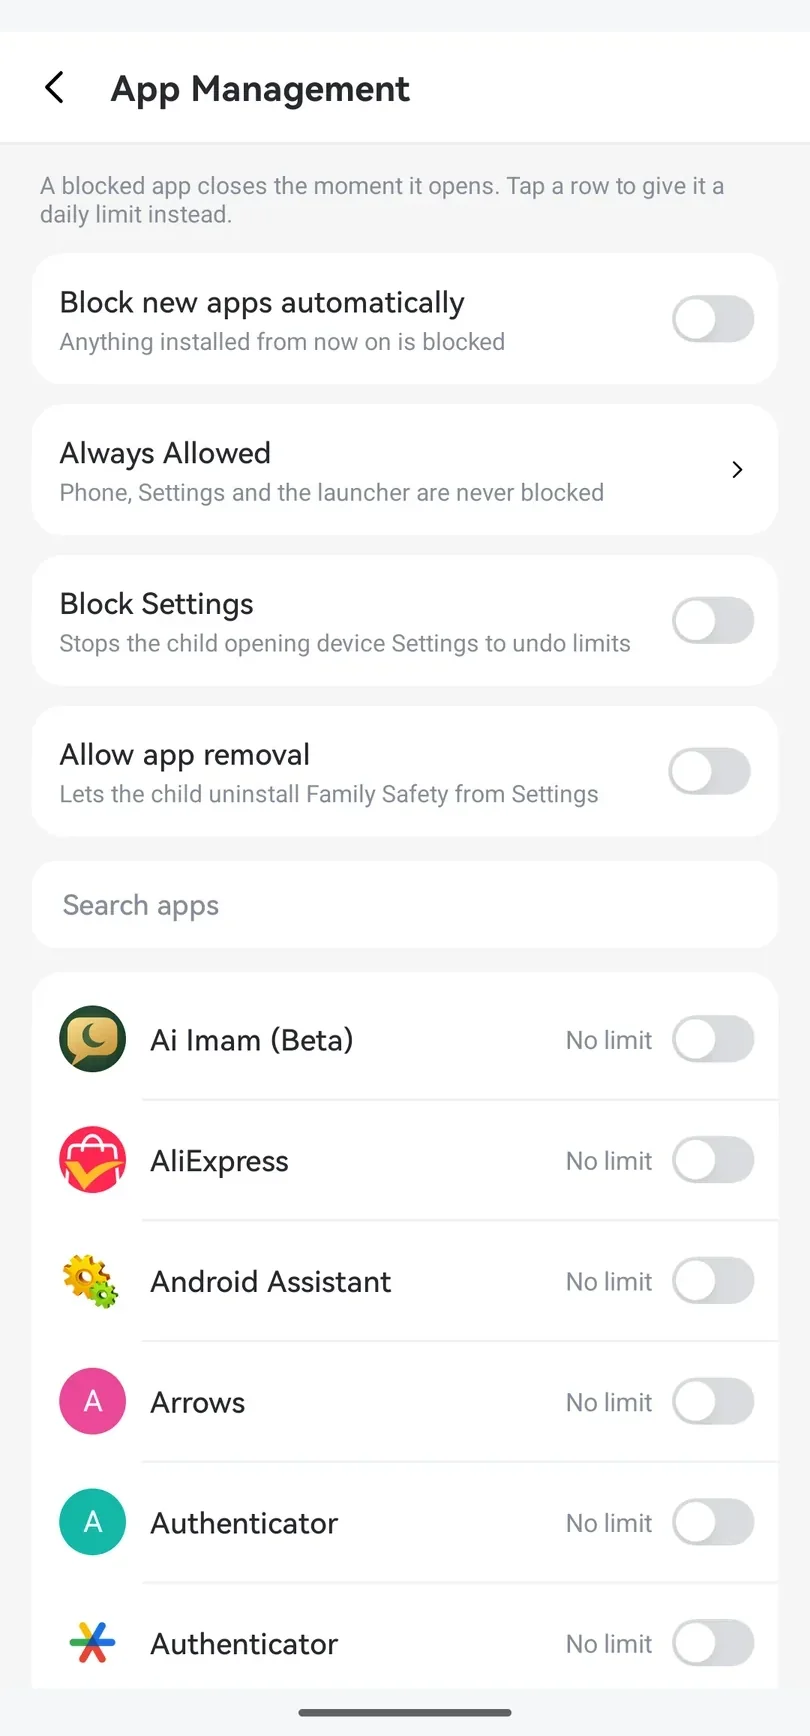 App Management
A blocked app closes the moment it opens. Tap a row to give it a
daily limit instead.
Block new apps automatically
Anything installed from now on is blocked
Always Allowed
Phone, Settings and the launcher are never blocked
Block Settings
Stops the child opening device Settings to undo limits
Allow app removal
Lets the child uninstall Family Safety from Settings
Search apps
Ai Imam (Beta) No limit
AliExpress No limit
Android Assistant No limit
A Arrows No limit
A Authenticator No limit
Authenticator No limit